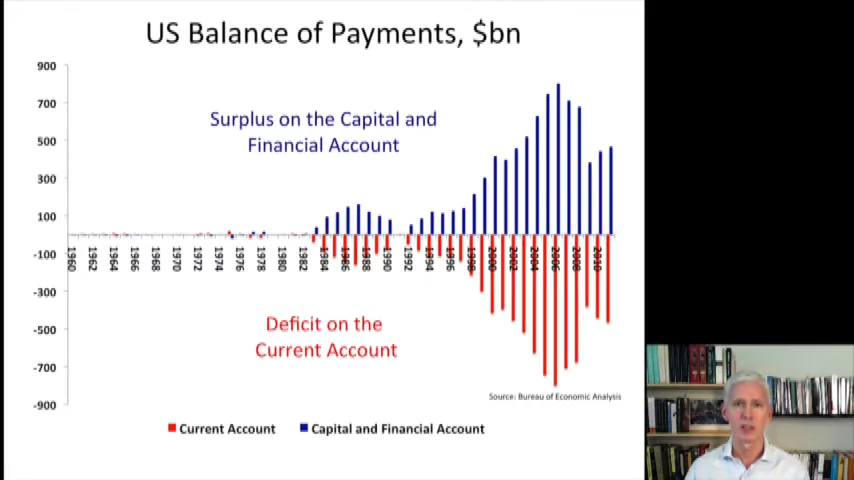 US Balance of Payments, $bn
900
700
500
300
100
-100
-300
-500
-700
-900
Surplus on the Capital and
Financial Account
1960 1962 1964 1966 1968 1970 1972 1974 1976 1978 1980 1982 1984 1986 1988 1990 1992 1994 1996 1998 2000 2002 2004 2006 2008 2010
Deficit on the
Current Account
Source: Bureau of Economic Analysis
Current Account Capital and Financial Account